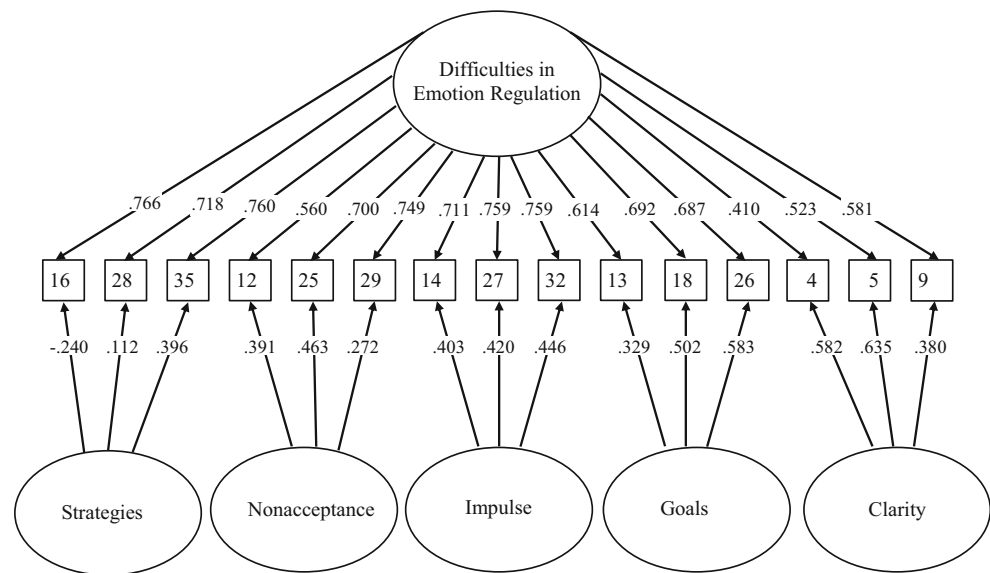 Difficulties in
Emotion Regulation
.766 .718 .760 .560 .700 .749 .711 .759 .759 .614 .692 .687 .410 .523 .581
16 28 35 12 25 29 14 27 32 13 18 26 4 5 9
-.240 .112 .396 .391 .463 .272 .403 .420 .446 .329 .502 .583 .582 .635 .380
Strategies Nonacceptance Impulse Goals Clarity